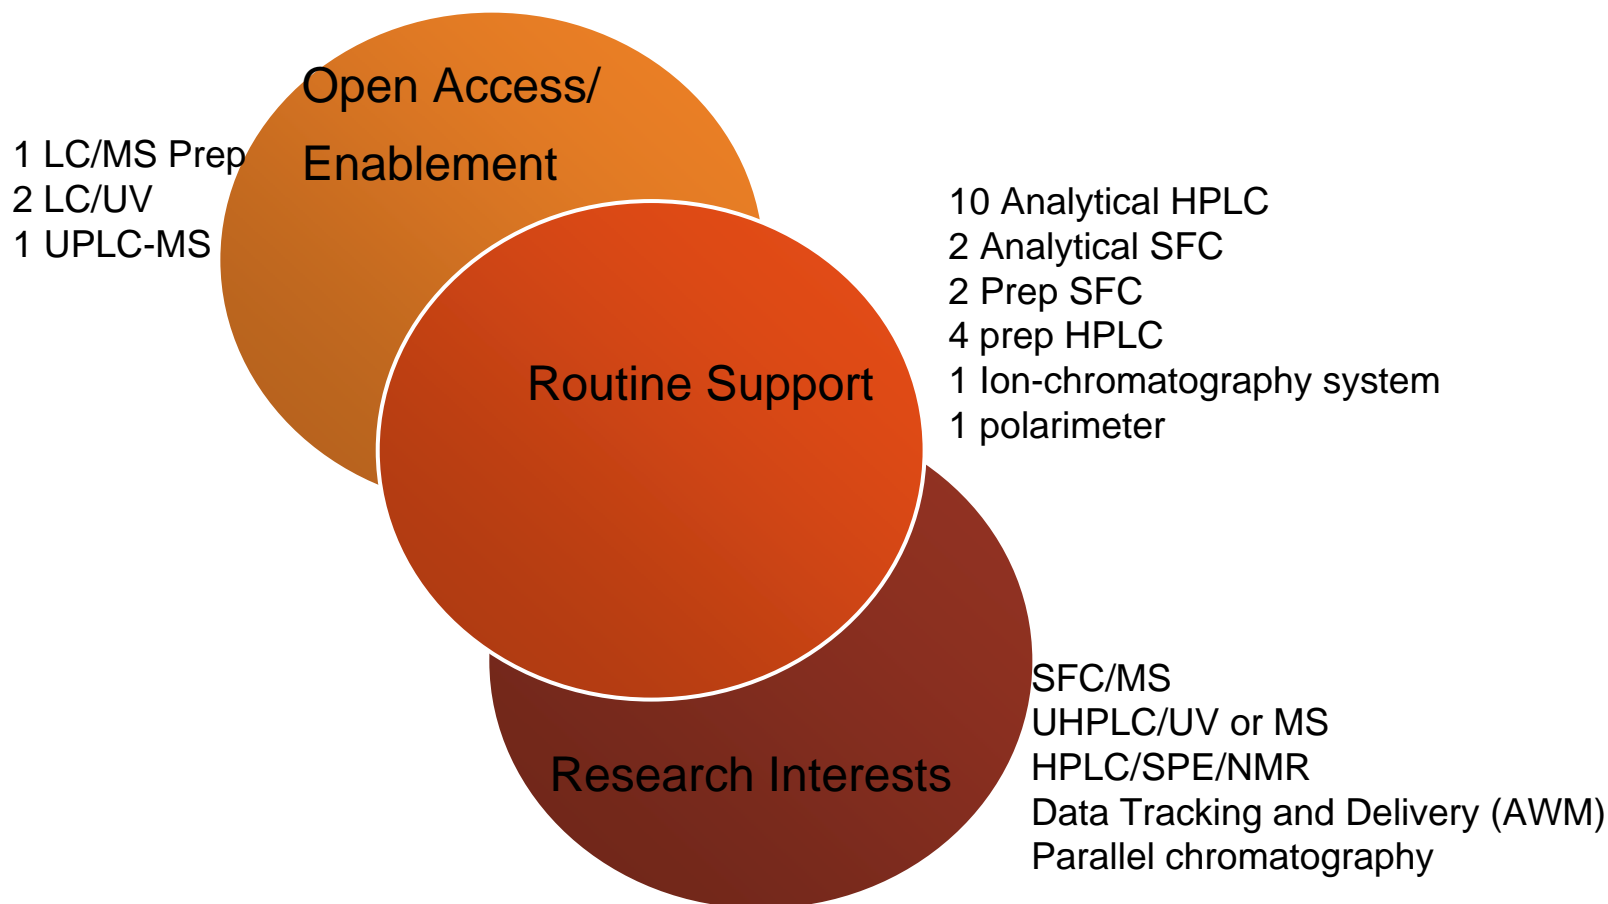 Open Access/
Enablement
1 LC/MS Prep
2 LC/UV
1 UPLC-MS
10 Analytical HPLC
2 Analytical SFC
2 Prep SFC
4 prep HPLC
1 Ion-chromatography system
1 polarimeter
Routine Support
SFC/MS
UHPLC/UV or MS
HPLC/SPE/NMR
Data Tracking and Delivery (AWM)
Parallel chromatography
Research Interests